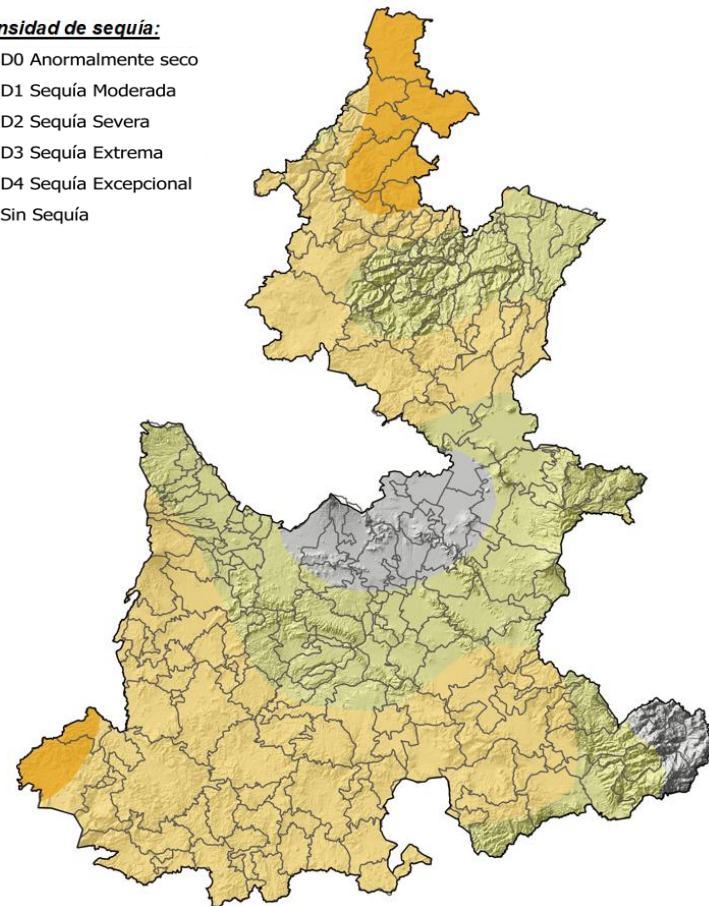 nsidad de sequía:
D0 Anormalmente seco
D1 Sequía Moderada
D2 Sequía Severa
D3 Sequía Extrema
D4 Sequía Excepcional
Sin Sequía